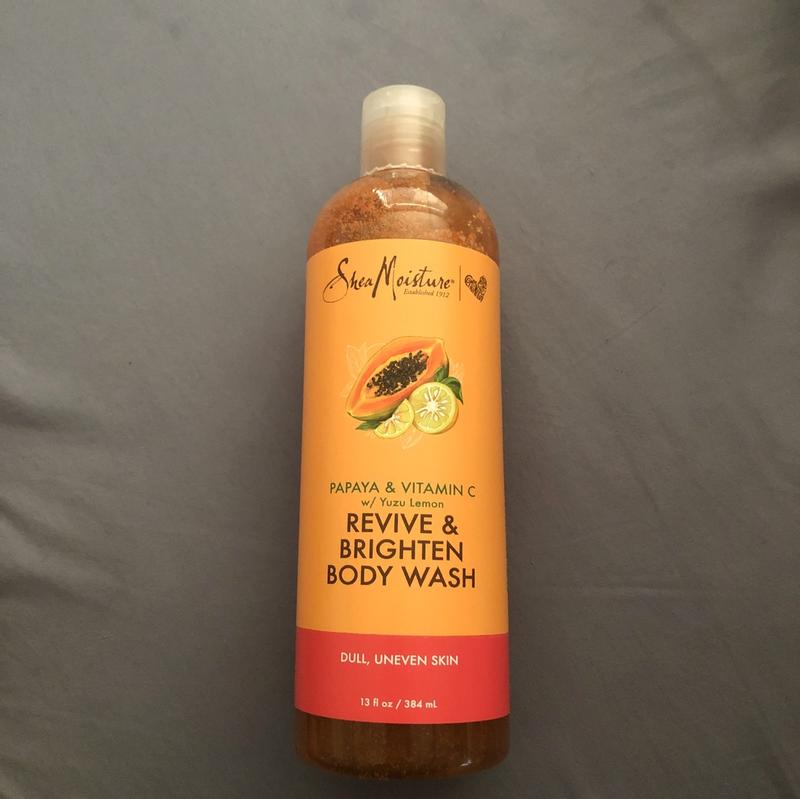 SheaMoisture®
Established 1912
PAPAYA & VITAMIN C
w/ Yuzu Lemon
REVIVE &
BRIGHTEN
BODY WASH
DULL, UNEVEN SKIN
13 fl oz / 384 mL